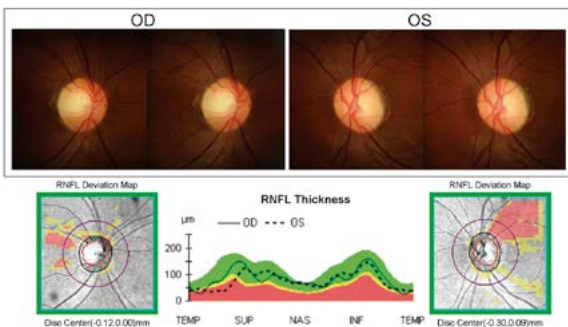 OD OS
RNFL Deviation Map
RNFL Thickness
RNFL Deviation Map
µm
OD OS
200
100
0
TEMP SUP NAS INF TEMP
Disc Center(-0.12,0.00)mm
Disc Center(-0.30,0.09)mm